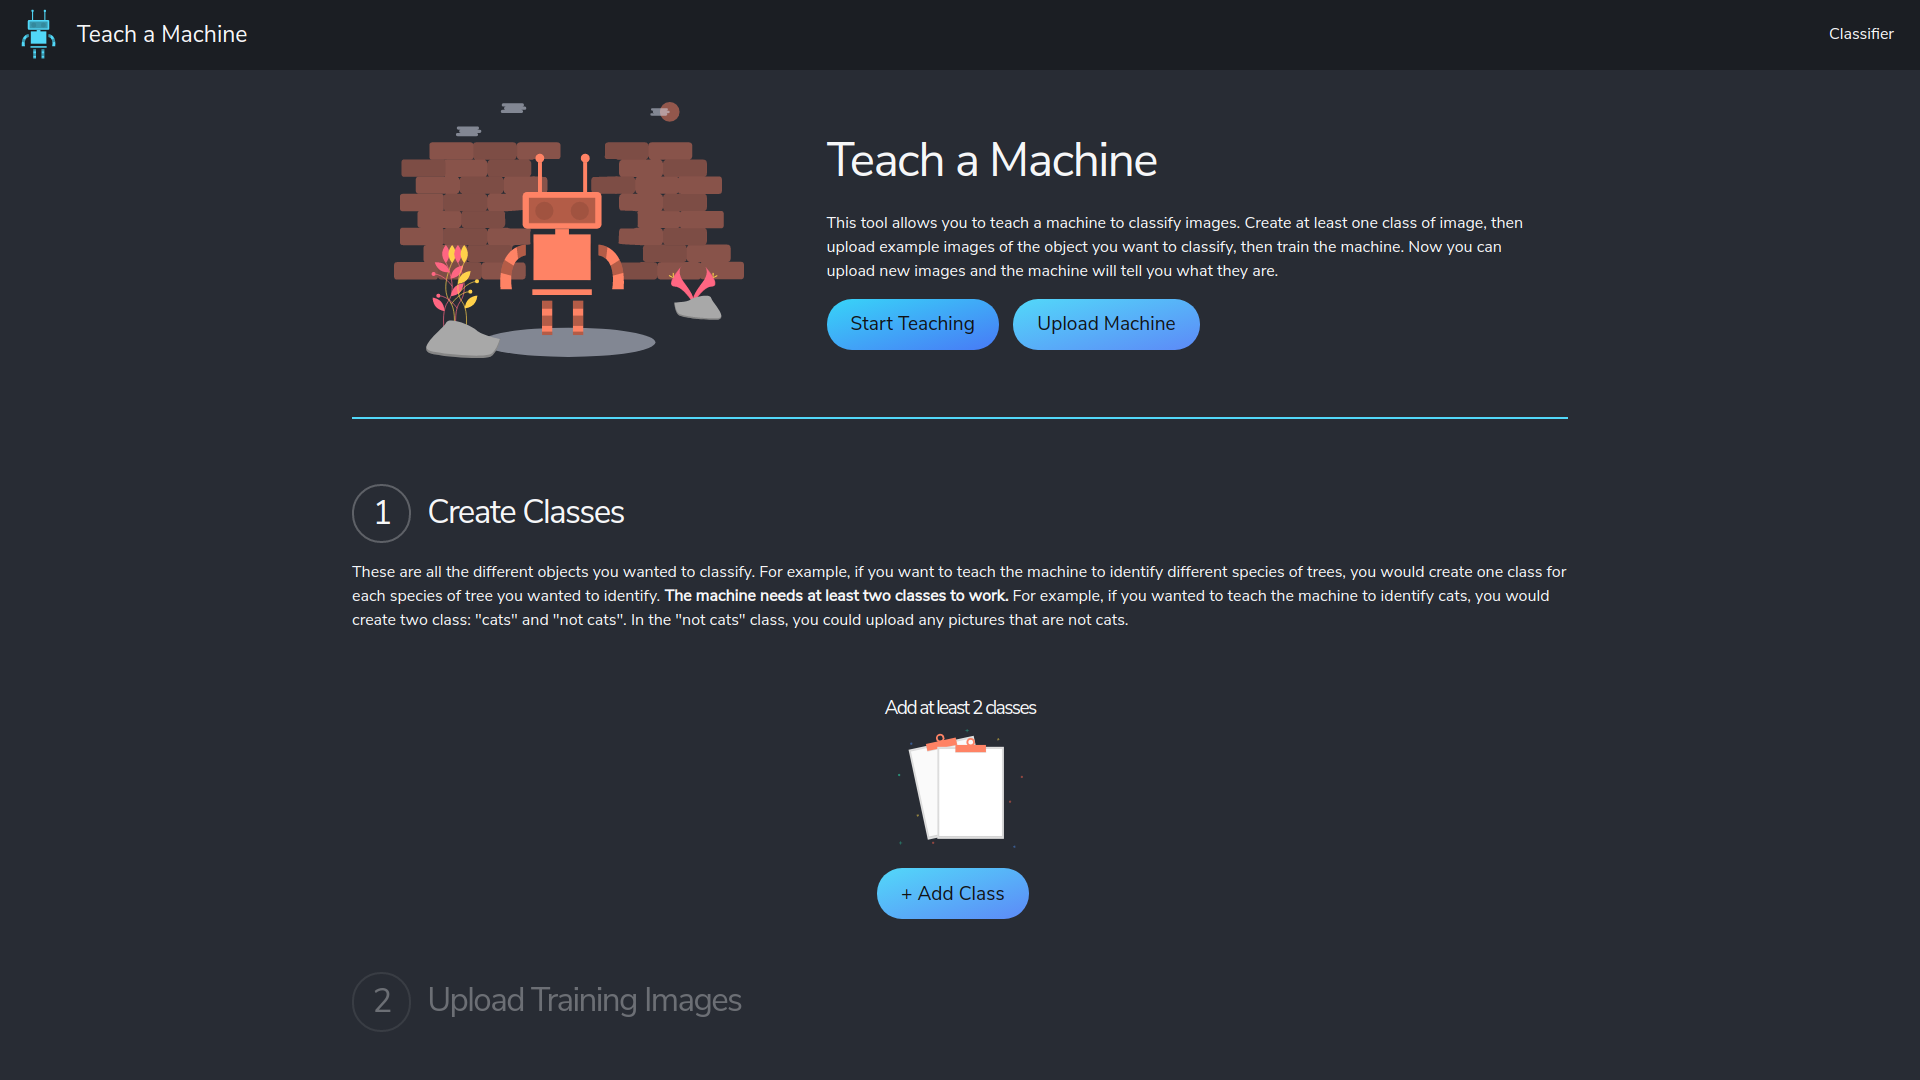 Teach a Machine
Classifier
Teach a Machine
This tool allows you to teach a machine to classify images. Create at least one class of image, then
upload example images of the object you want to classify, then train the machine. Now you can
upload new images and the machine will tell you what they are.
Start Teaching
Upload Machine
1
Create Classes
These are all the different objects you wanted to classify. For example, if you want to teach the machine to identify different species of trees, you would create one class for
each species of tree you wanted to identify. The machine needs at least two classes to work. For example, if you wanted to teach the machine to identify cats, you would
create two class: "cats" and "not cats". In the "not cats" class, you could upload any pictures that are not cats.
Add at least 2 classes
+ Add Class
2
Upload Training Images